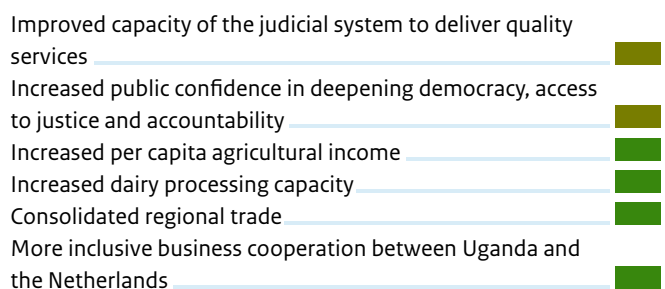 Improved capacity of the judicial system to deliver quality
services
Increased public confidence in deepening democracy, access
to justice and accountability
Increased per capita agricultural income
Increased dairy processing capacity
Consolidated regional trade
More inclusive business cooperation between Uganda and
the Netherlands